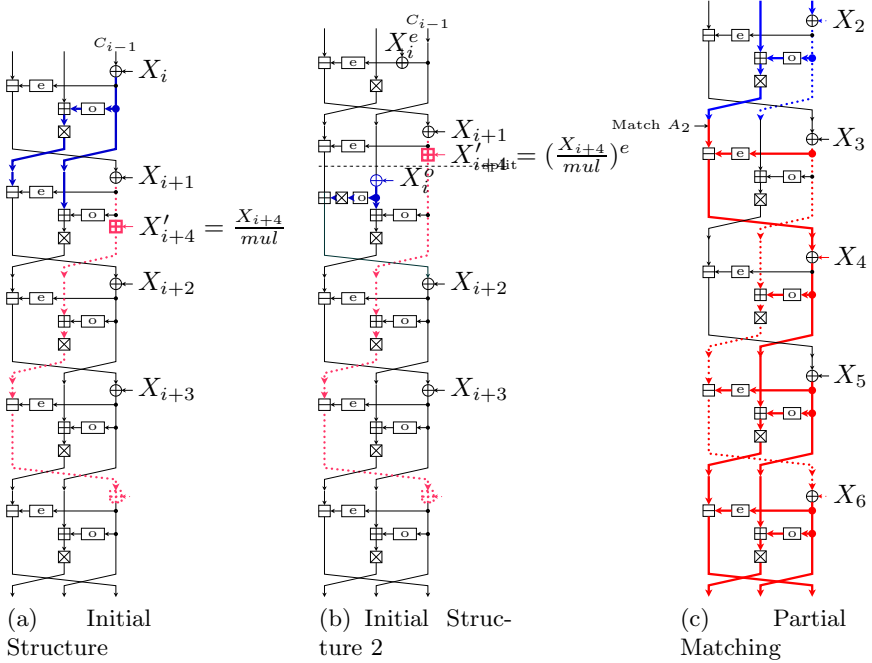 C_{i−1}
X_i
e
o
X_{i+1}
e
X'_{i+4} = \frac{X_{i+4}}{mul}
o
X_{i+2}
e
o
X_{i+3}
e
o
e
o
(a) Initial
Structure
C_{i−1}
X_i^e
e
X_{i+1}
e
X'_{i+4} = (\frac{X_{i+4}}{mul})^e
X_i^o
o
o
X_{i+2}
e
o
X_{i+3}
e
o
e
o
(b) Initial Struc-
ture 2
X_2
e
o
Match A_2
X_3
e
o
X_4
e
o
X_5
e
o
X_6
e
o
(c) Partial
Matching